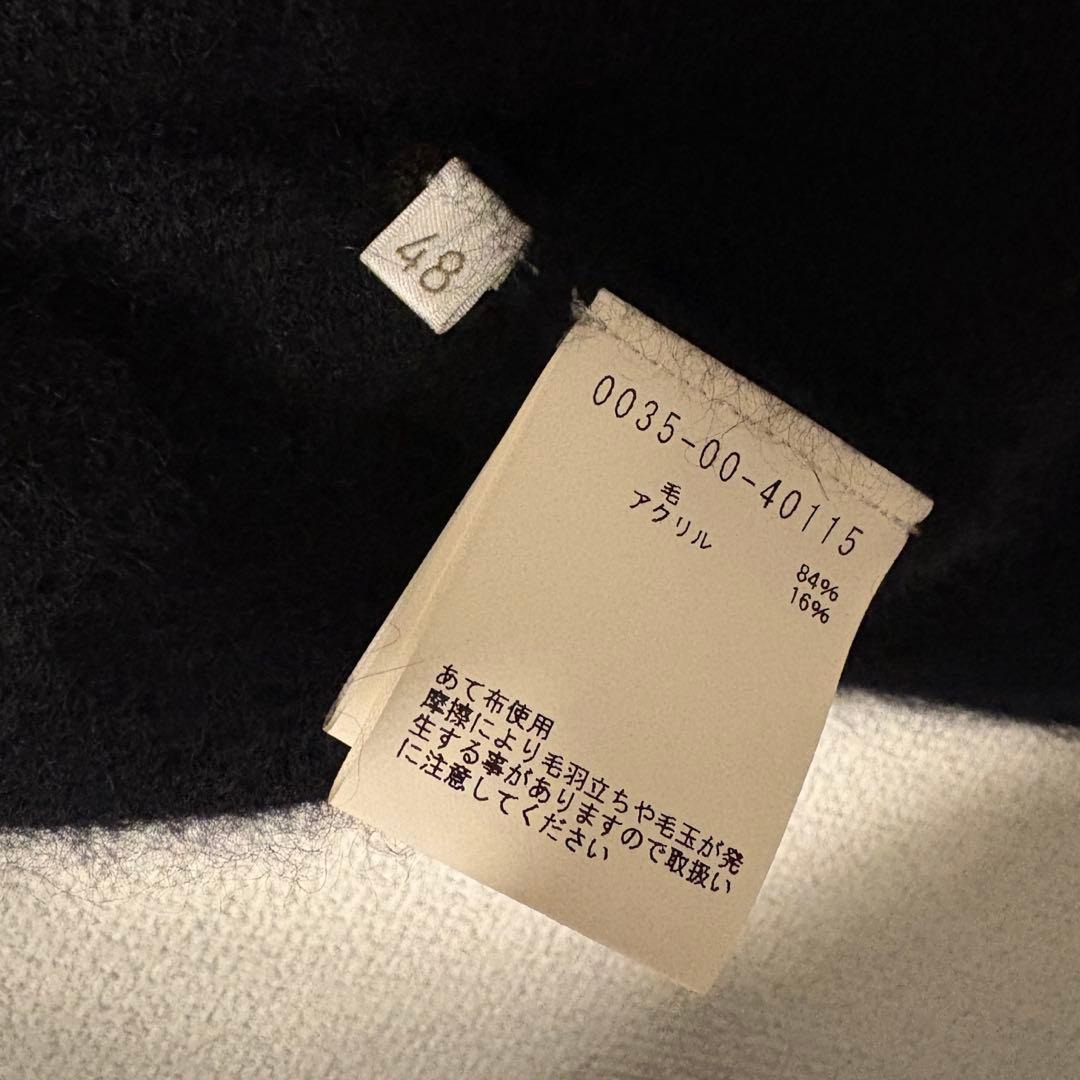 48
0035-00-40115
毛 84%
アクリル 16%
あて布使用
摩擦により毛羽立ちや毛玉が発
生する事がありますので取扱い
に注意してください